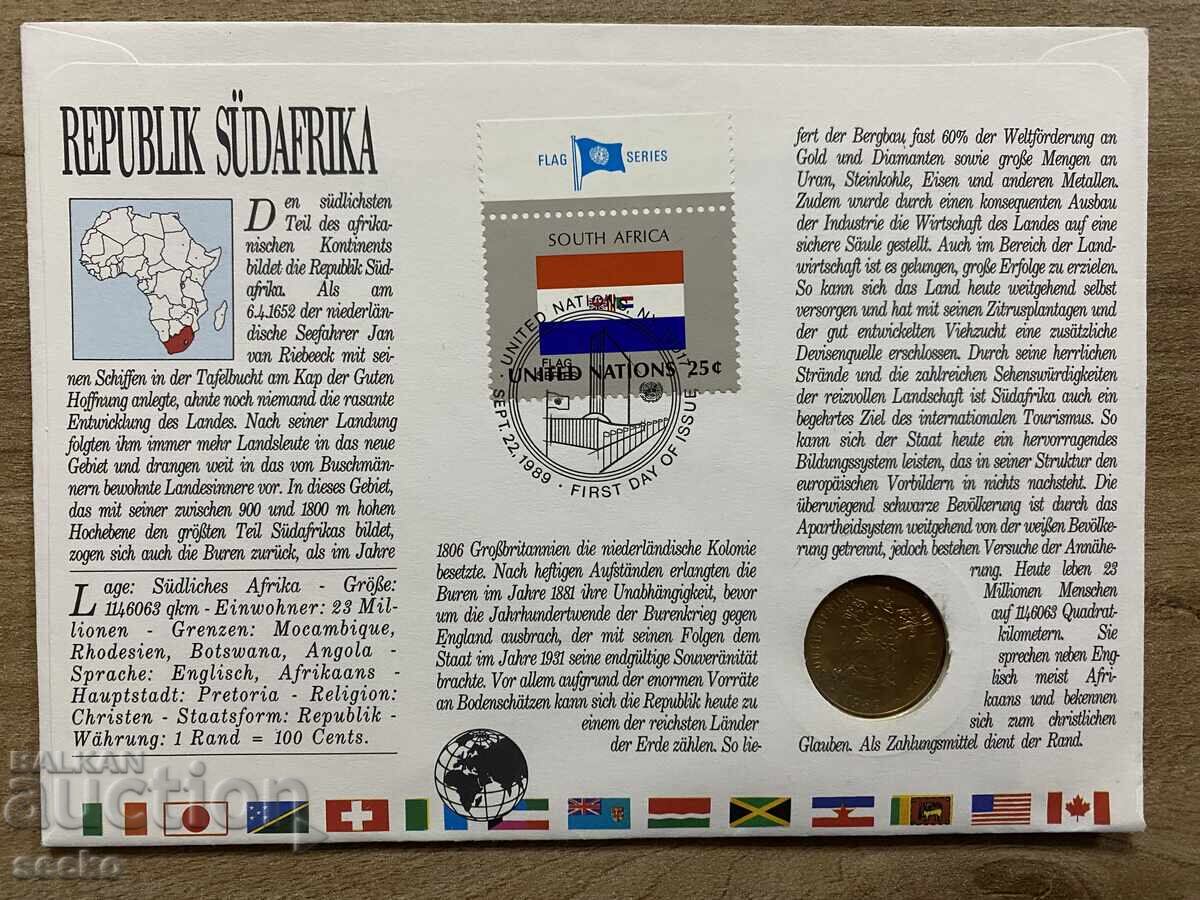 REPUBLIK SÜDAFRIKA
Den südlichsten
Teil des afrika-
nischen Kontinents
bildet die Republik Süd-
afrika. Als am
6.4.1652 der niederlän-
dische Seefahrer Jan
van Riebeeck mit sei-
nen Schiffen in der Tafelbucht am Kap der Guten
Hoffnung anlegte, ahnte noch niemand die rasante
Entwicklung des Landes. Nach seiner Landung
folgten ihm immer mehr Landsleute in das neue
Gebiet und drangen weit in das von Buschmän-
nern bewohnte Landesinnere vor. In dieses Gebiet,
das mit seiner zwischen 900 und 1800 m hohen
Hochebene den größten Teil Südafrikas bildet,
zogen sich auch die Buren zurück, als im Jahre
Lage: Südliches Afrika - Größe:
1146063 qkm - Einwohner: 23 Mil-
lionen - Grenzen: Mocambique,
Rhodesien, Botswana, Angola -
Sprache: Englisch, Afrikaans -
Hauptstadt: Pretoria - Religion:
Christen - Staatsform: Republik -
Währung: 1 Rand = 100 Cents.
FLAG SERIES
SOUTH AFRICA
UNITED NATIONS 25¢
UNITED NATIONS, NY 10017
FLAG
SERIES
SEPT. 22, 1989 · FIRST DAY OF ISSUE
1806 Großbritannien die niederländische Kolonie
besetzte. Nach heftigen Aufständen erlangten die
Buren im Jahre 1881 ihre Unabhängigkeit, bevor
um die Jahrhundertwende der Burenkrieg gegen
England ausbrach, der mit seinen Folgen dem
Staat im Jahre 1931 seine endgültige Souveränität
brachte. Vor allem aufgrund der enormen Vorräte
an Bodenschätzen kann sich die Republik heute zu
einem der reichsten Länder
der Erde zählen. So lie-
fert der Bergbau, fast 60% der Weltförderung an
Gold und Diamanten sowie große Mengen an
Uran, Steinkohle, Eisen und anderen Metallen.
Zudem wurde durch einen konsequenten Ausbau
der Industrie die Wirtschaft des Landes auf eine
sichere Säule gestellt. Auch im Bereich der Land-
wirtschaft ist es gelungen, große Erfolge zu erzielen.
So kann sich das Land heute weitgehend selbst
versorgen und hat mit seinen Zitrusplantagen und
der gut entwickelten Viehzucht eine zusätzliche
Devisenquelle erschlossen. Durch seine herrlichen
Strände und die zahlreichen Sehenswürdigkeiten
der reizvollen Landschaft ist Südafrika auch ein
begehrtes Ziel des internationalen Tourismus. So
kann sich der Staat heute ein hervorragendes
Bildungssystem leisten, das in seiner Struktur den
europäischen Vorbildern in nichts nachsteht. Die
überwiegend schwarze Bevölkerung ist durch das
Apartheidsystem weitgehend von der weißen Bevölke-
rung getrennt, jedoch bestehen Versuche der Annähe-
rung. Heute leben 23
Millionen Menschen
auf 1146063 Quadrat-
kilometern. Sie
sprechen neben Eng-
lisch meist Afri-
kaans und bekennen
sich zum christlichen
Glauben. Als Zahlungsmittel dient der Rand.
BALKAN
auction
seeko